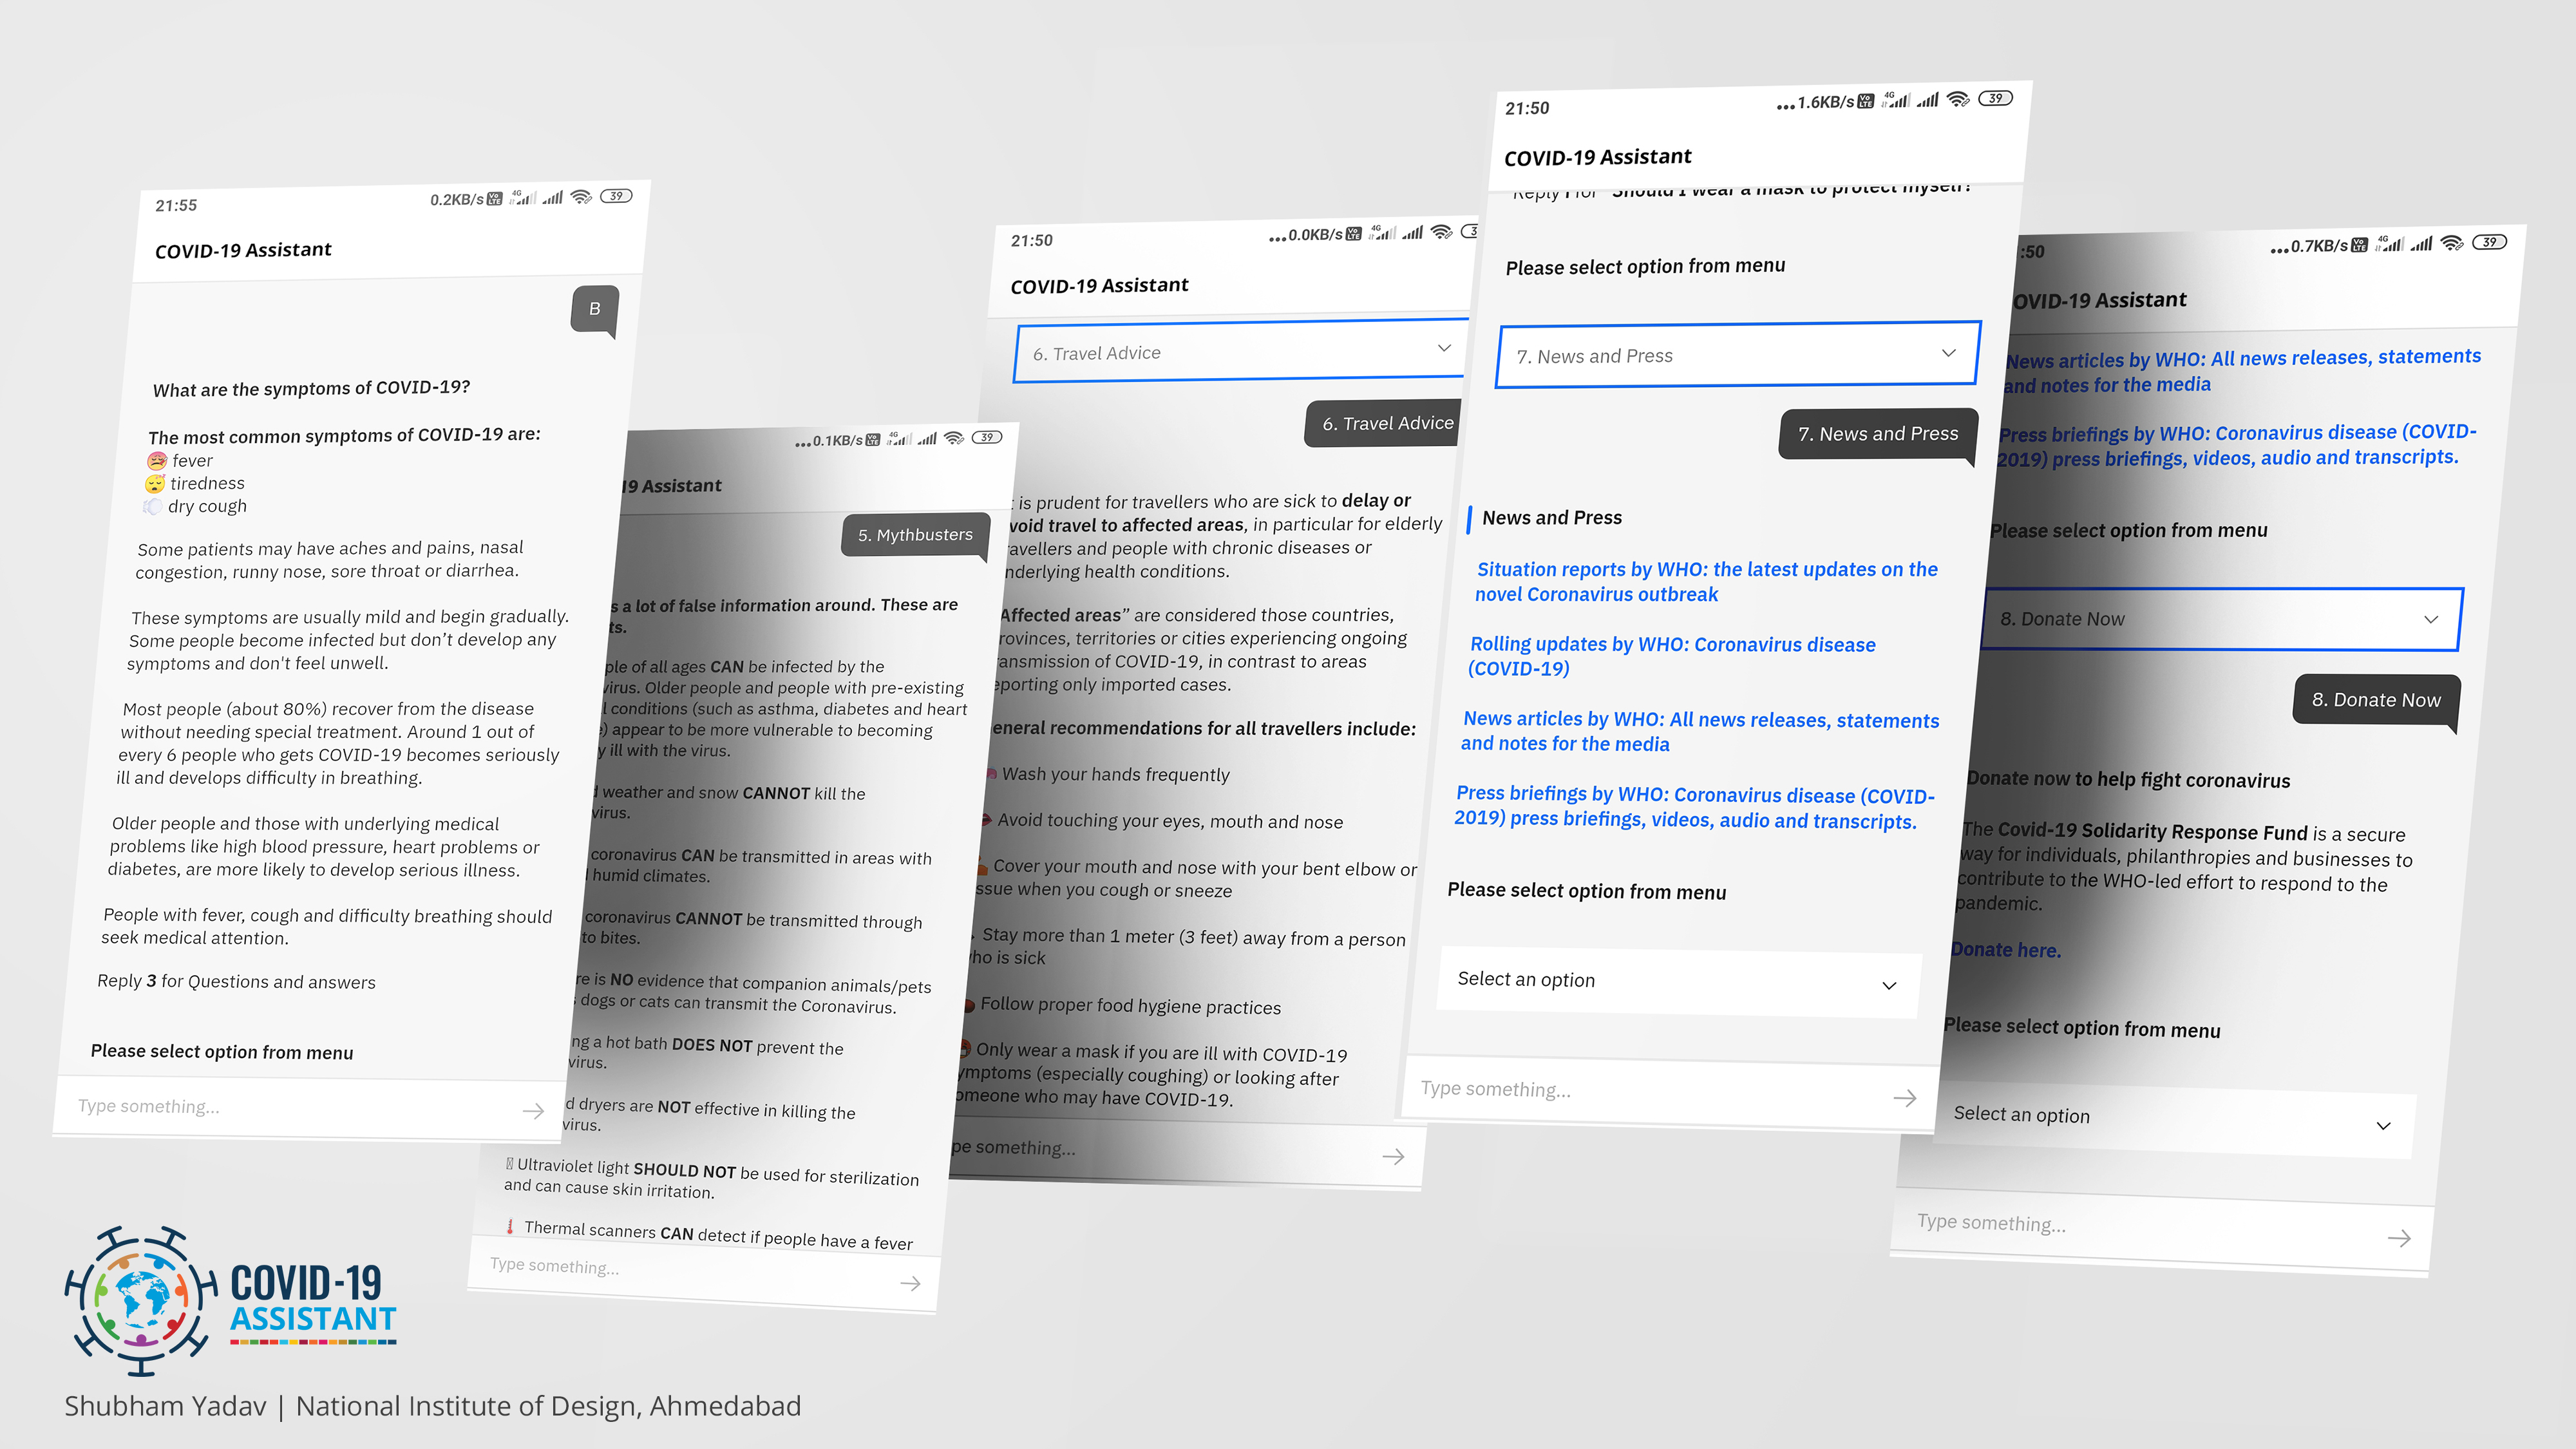 21:55
0.2KB/s
Vo LTE
4G
39
COVID-19 Assistant
B
What are the symptoms of COVID-19?
The most common symptoms of COVID-19 are:
fever
tiredness
dry cough
Some patients may have aches and pains, nasal
congestion, runny nose, sore throat or diarrhea.
These symptoms are usually mild and begin gradually.
Some people become infected but don’t develop any
symptoms and don't feel unwell.
Most people (about 80%) recover from the disease
without needing special treatment. Around 1 out of
every 6 people who gets COVID-19 becomes seriously
ill and develops difficulty in breathing.
Older people and those with underlying medical
problems like high blood pressure, heart problems or
diabetes, are more likely to develop serious illness.
People with fever, cough and difficulty breathing should
seek medical attention.
Reply 3 for Questions and answers
Please select option from menu
Type something...
...0.1KB/s
Vo LTE
4G
39
19 Assistant
5. Mythbusters
a lot of false information around. These are
of all ages CAN be infected by the
Older people and people with pre-existing
conditions (such as asthma, diabetes and heart
appear to be more vulnerable to becoming
ill with the virus.
weather and snow CANNOT kill the
coronavirus CAN be transmitted in areas with
humid climates.
coronavirus CANNOT be transmitted through
to bites.
is NO evidence that companion animals/pets
dogs or cats can transmit the Coronavirus.
a hot bath DOES NOT prevent the
dryers are NOT effective in killing the
Ultraviolet light SHOULD NOT be used for sterilization
and can cause skin irritation.
Thermal scanners CAN detect if people have a fever
Type something...
21:50
...0.0KB/s
Vo LTE
4G
COVID-19 Assistant
6. Travel Advice
6. Travel Advice
is prudent for travellers who are sick to delay or
travel to affected areas, in particular for elderly
and people with chronic diseases or
health conditions.
Affected areas” are considered those countries,
territories or cities experiencing ongoing
of COVID-19, in contrast to areas
only imported cases.
recommendations for all travellers include:
Wash your hands frequently
Avoid touching your eyes, mouth and nose
Cover your mouth and nose with your bent elbow or
when you cough or sneeze
Stay more than 1 meter (3 feet) away from a person
is sick
Follow proper food hygiene practices
Only wear a mask if you are ill with COVID-19
(especially coughing) or looking after
who may have COVID-19.
something...
21:50
...1.6KB/s
Vo LTE
4G
39
COVID-19 Assistant
Reply for "Should I wear a mask to protect myself?
Please select option from menu
7. News and Press
7. News and Press
News and Press
Situation reports by WHO: the latest updates on the
novel Coronavirus outbreak
Rolling updates by WHO: Coronavirus disease
(COVID-19)
News articles by WHO: All news releases, statements
and notes for the media
Press briefings by WHO: Coronavirus disease (COVID-
2019) press briefings, videos, audio and transcripts.
Please select option from menu
Select an option
Type something...
:50
...0.7KB/s
Vo LTE
4G
39
OVID-19 Assistant
News articles by WHO: All news releases, statements
and notes for the media
Press briefings by WHO: Coronavirus disease (COVID-
2019) press briefings, videos, audio and transcripts.
Please select option from menu
8. Donate Now
8. Donate Now
Donate now to help fight coronavirus
The Covid-19 Solidarity Response Fund is a secure
way for individuals, philanthropies and businesses to
contribute to the WHO-led effort to respond to the
pandemic.
Donate here.
Please select option from menu
Select an option
Type something...
COVID-19
ASSISTANT
Shubham Yadav | National Institute of Design, Ahmedabad